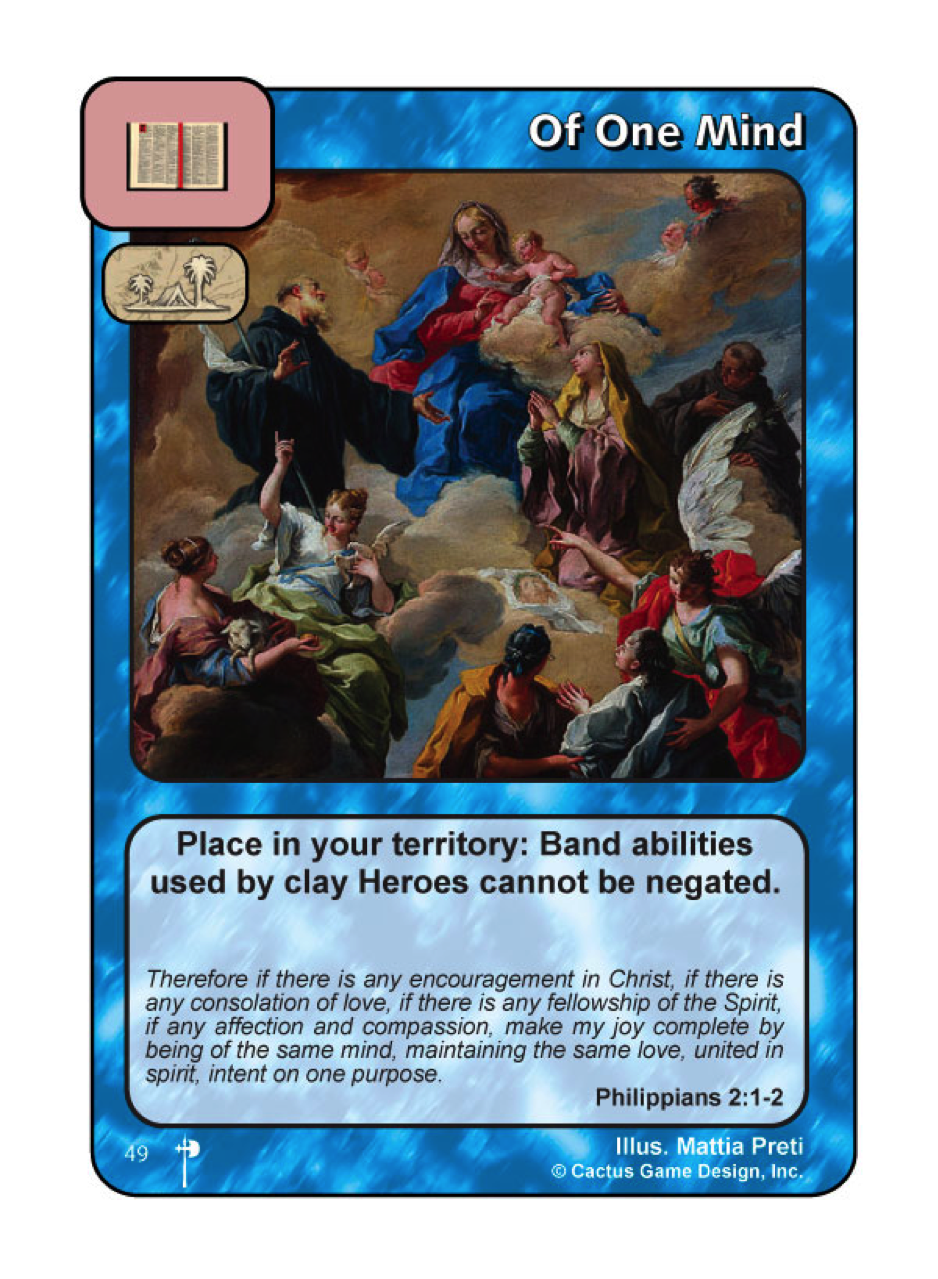 Of One Mind
Place in your territory: Band abilities
used by clay Heroes cannot be negated.
Therefore if there is any encouragement in Christ, if there is
any consolation of love, if there is any fellowship of the Spirit,
if any affection and compassion, make my joy complete by
being of the same mind, maintaining the same love, united in
spirit, intent on one purpose.
Philippians 2:1-2
49
Illus. Mattia Preti
© Cactus Game Design, Inc.